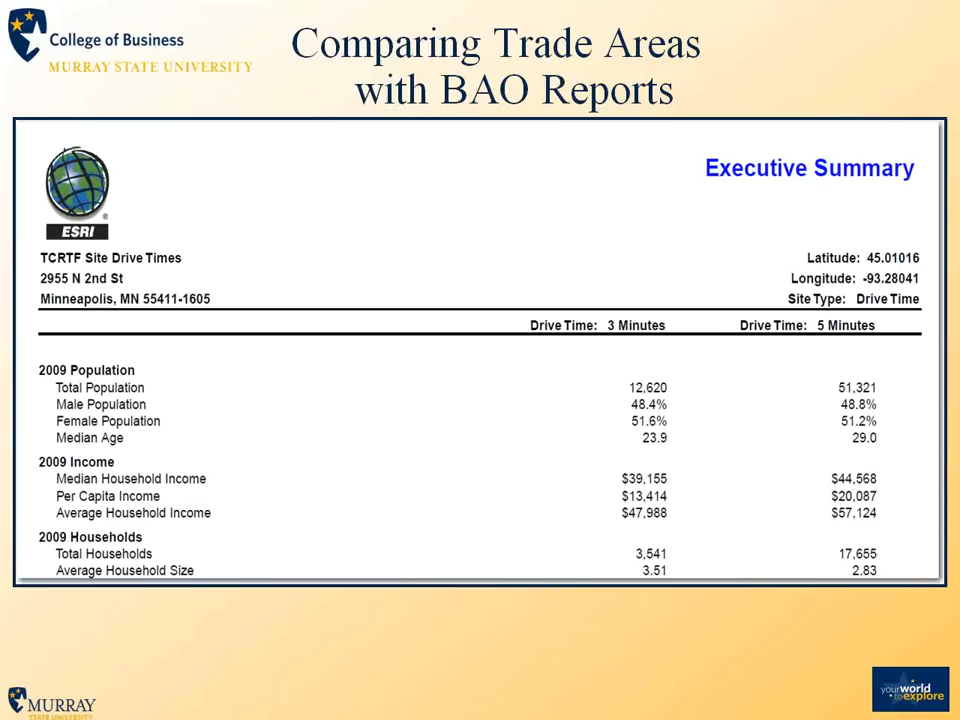 College of Business
MURRAY STATE UNIVERSITY
Comparing Trade Areas
with BAO Reports
ESRI
®
Executive Summary
TCRTF Site Drive Times Latitude: 45.01016
2955 N 2nd St Longitude: -93.28041
Minneapolis, MN 55411-1605 Site Type: Drive Time
Drive Time: 3 Minutes Drive Time: 5 Minutes
2009 Population
Total Population 12,620 51,321
Male Population 48.4% 48.8%
Female Population 51.6% 51.2%
Median Age 23.9 29.0
2009 Income
Median Household Income $39,155 $44,568
Per Capita Income $13,414 $20,087
Average Household Income $47,988 $57,124
2009 Households
Total Households 3,541 17,655
Average Household Size 3.51 2.83
MURRAY
STATE UNIVERSITY
yourworld
toexplore